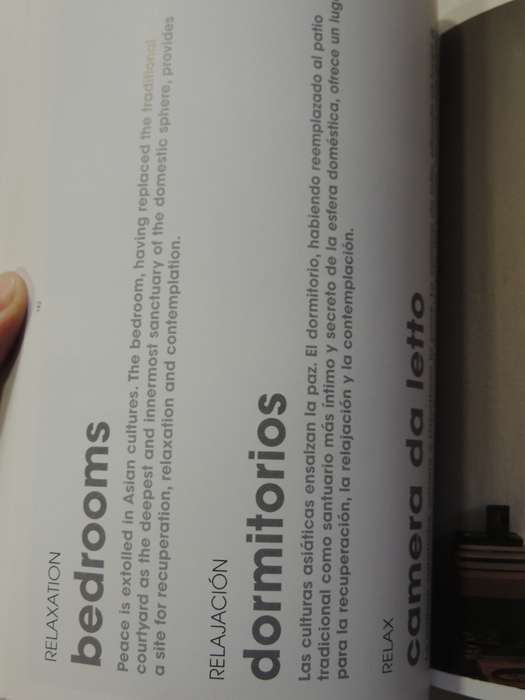 RELAXATION
bedrooms
Peace is extolled in Asian cultures. The bedroom, having replaced the traditional
courtyard as the deepest and innermost sanctuary of the domestic sphere, provides
a site for recuperation, relaxation and contemplation.
RELAJACIÓN
dormitorios
Las culturas asiáticas ensalzan la paz. El dormitorio, habiendo reemplazado al patio
tradicional como santuario más íntimo y secreto de la esfera doméstica, ofrece un
para la recuperación, la relajación y la contemplación.
RELAX
camera da letto